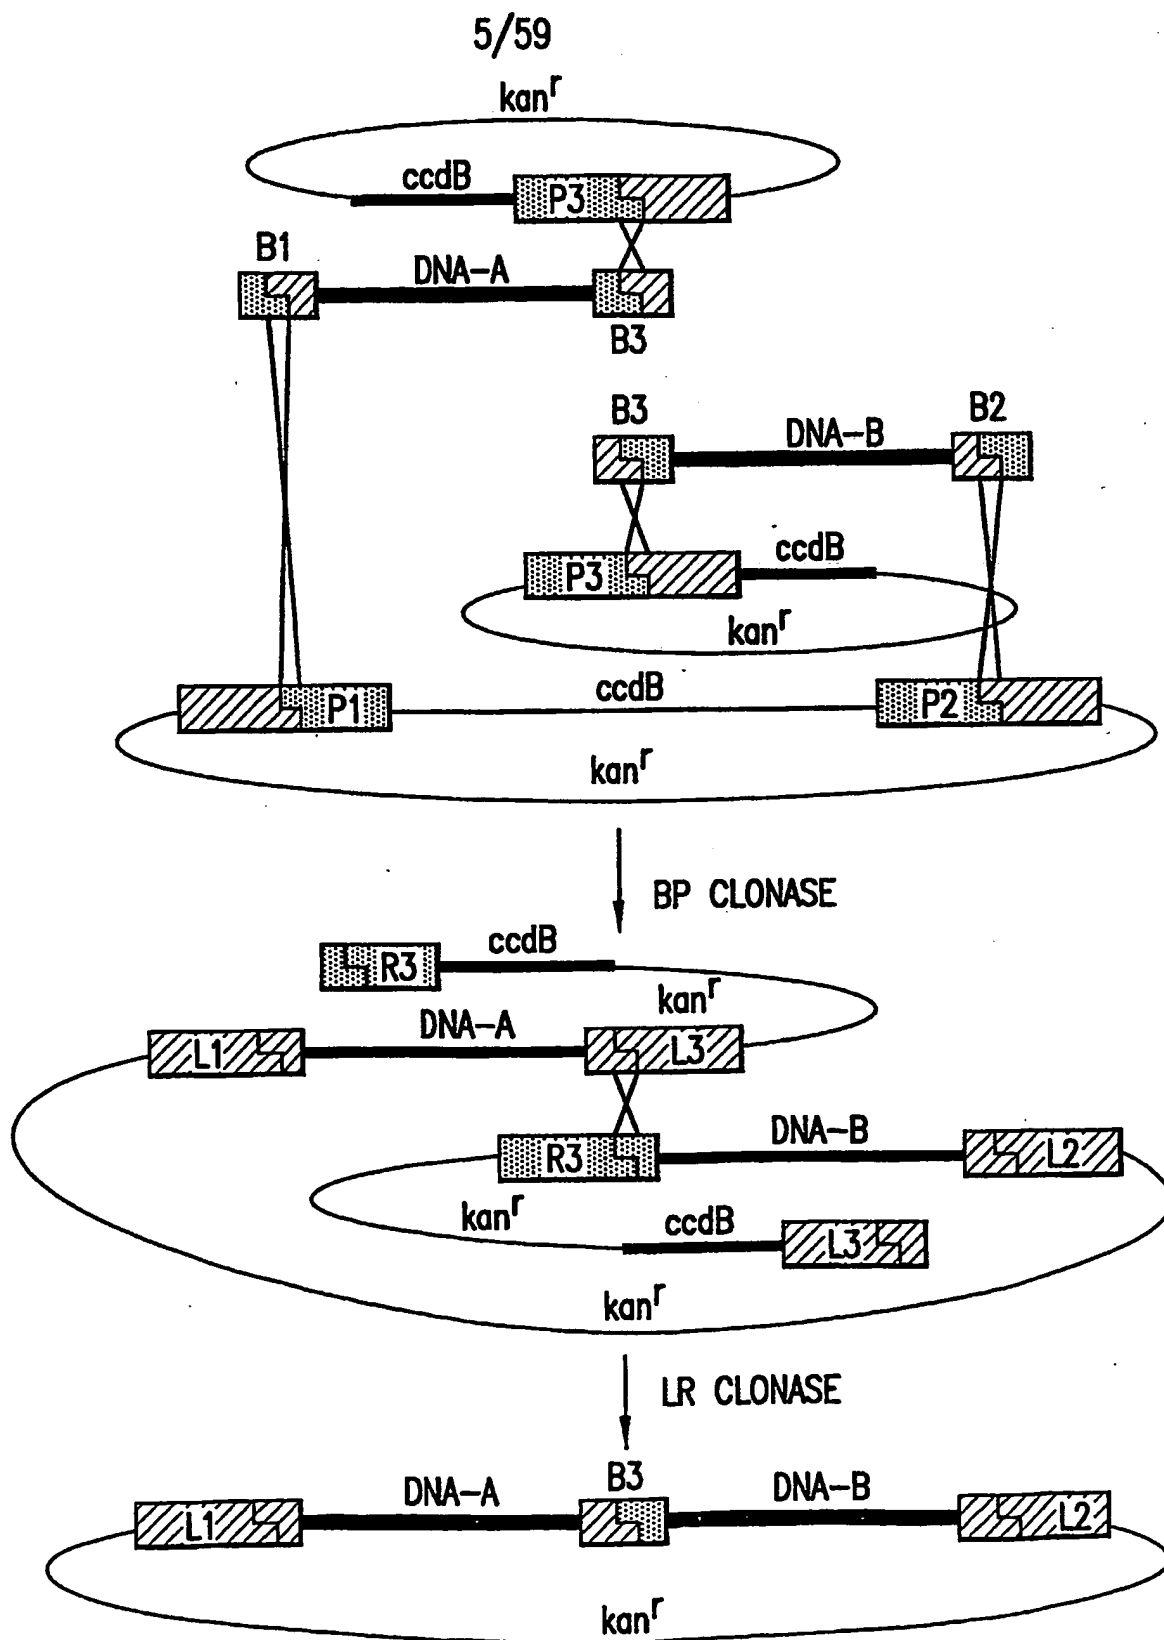 5/59
kanʳ
ccdB
P3
B1
DNA-A
B3
B3
DNA-B
B2
P3
ccdB
kanʳ
P1
ccdB
P2
kanʳ
BP CLONASE
R3
ccdB
kanʳ
L1
DNA-A
L3
R3
DNA-B
L2
kanʳ
ccdB
L3
kanʳ
LR CLONASE
L1
DNA-A
B3
DNA-B
L2
kanʳ